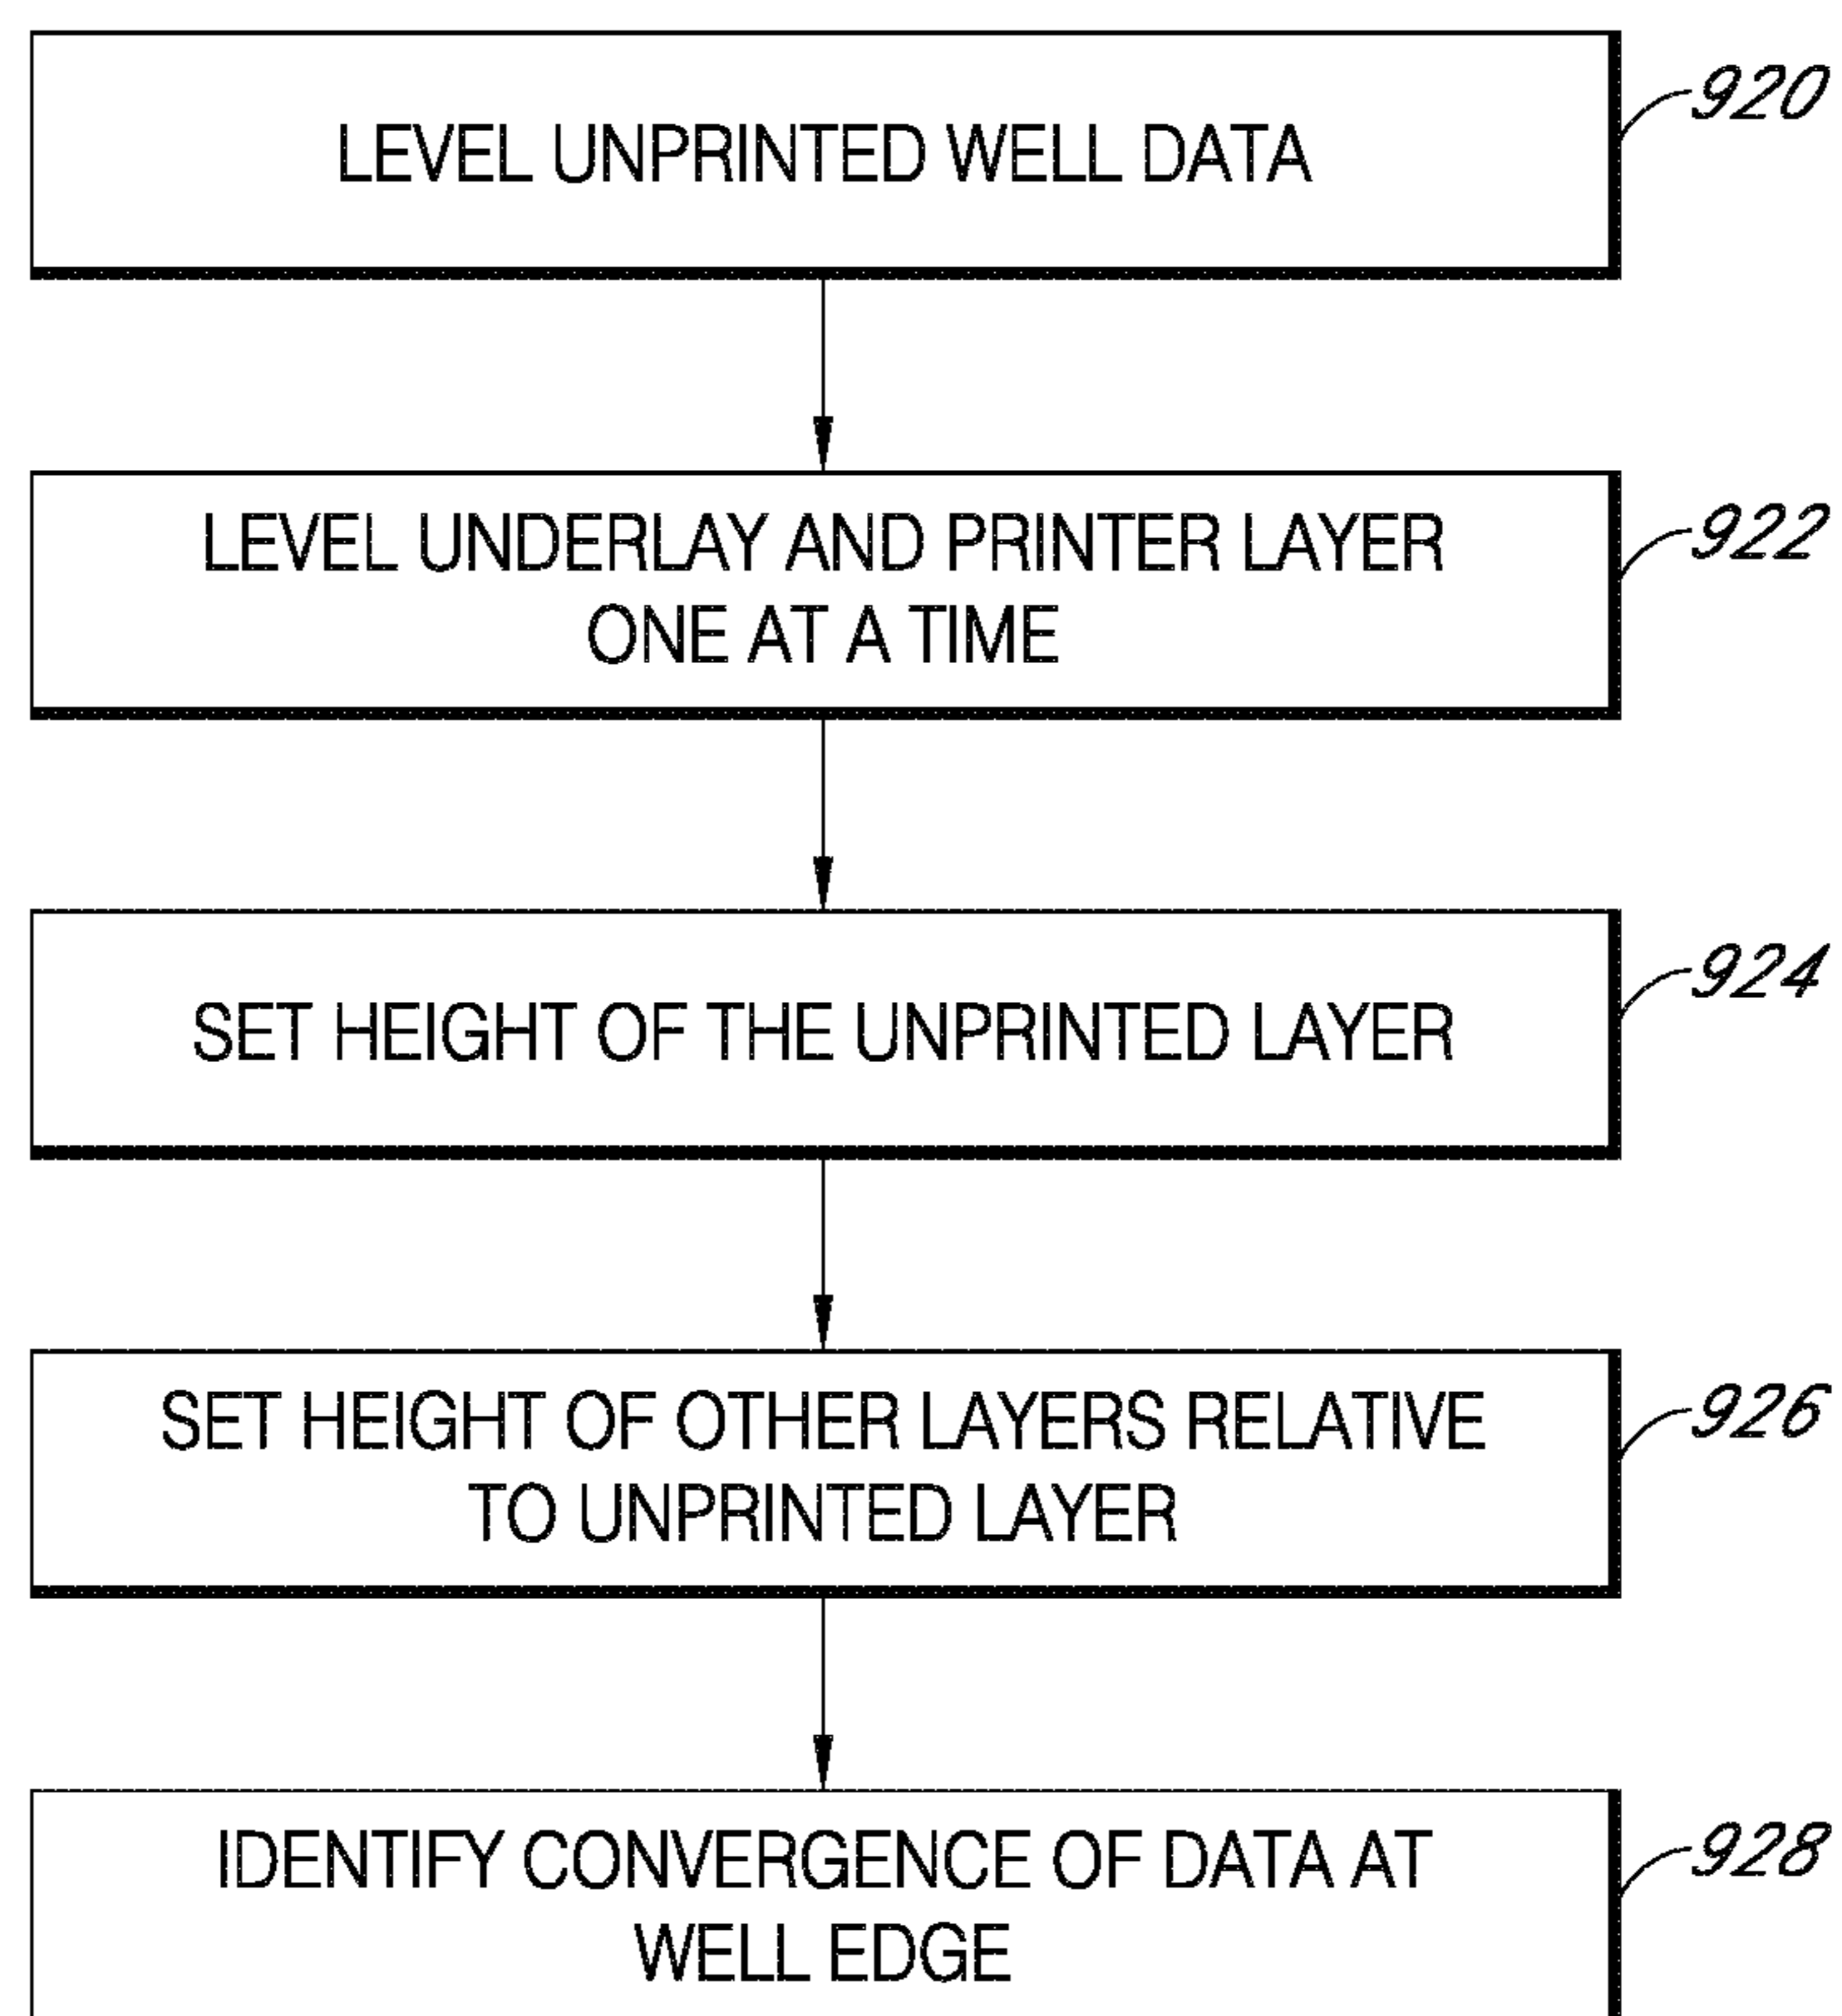 LEVEL UNPRINTED WELL DATA
920
LEVEL UNDERLAY AND PRINTER LAYER
ONE AT A TIME
922
SET HEIGHT OF THE UNPRINTED LAYER
924
SET HEIGHT OF OTHER LAYERS RELATIVE
TO UNPRINTED LAYER
926
IDENTIFY CONVERGENCE OF DATA AT
WELL EDGE
928